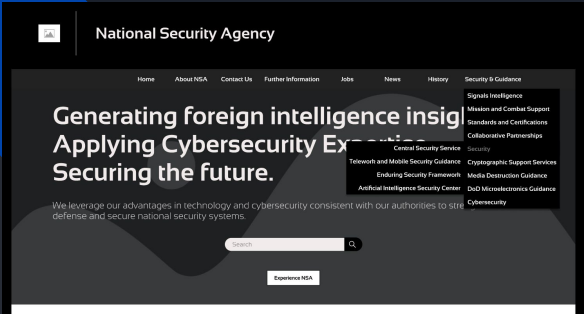 National Security Agency
Home About NSA Contact Us Further Information Jobs News History Security & Guidance
Generating foreign intelligence insig
Applying Cybersecurity
Securing the future.
We leverage our advantages in technology and cybersecurity consistent with our authorities to
defense and secure national security systems.
Signals Intelligence
Mission and Combat Support
Standards and Certifications
Collaborative Partnerships
Security
Cryptographic Support Services
Media Destruction Guidance
DoD Microelectronics Guidance
Cybersecurity
Central Security Service
Telework and Mobile Security Guidance
Enduring Security Framework
Artificial Intelligence Security Center
Search
Experience NSA